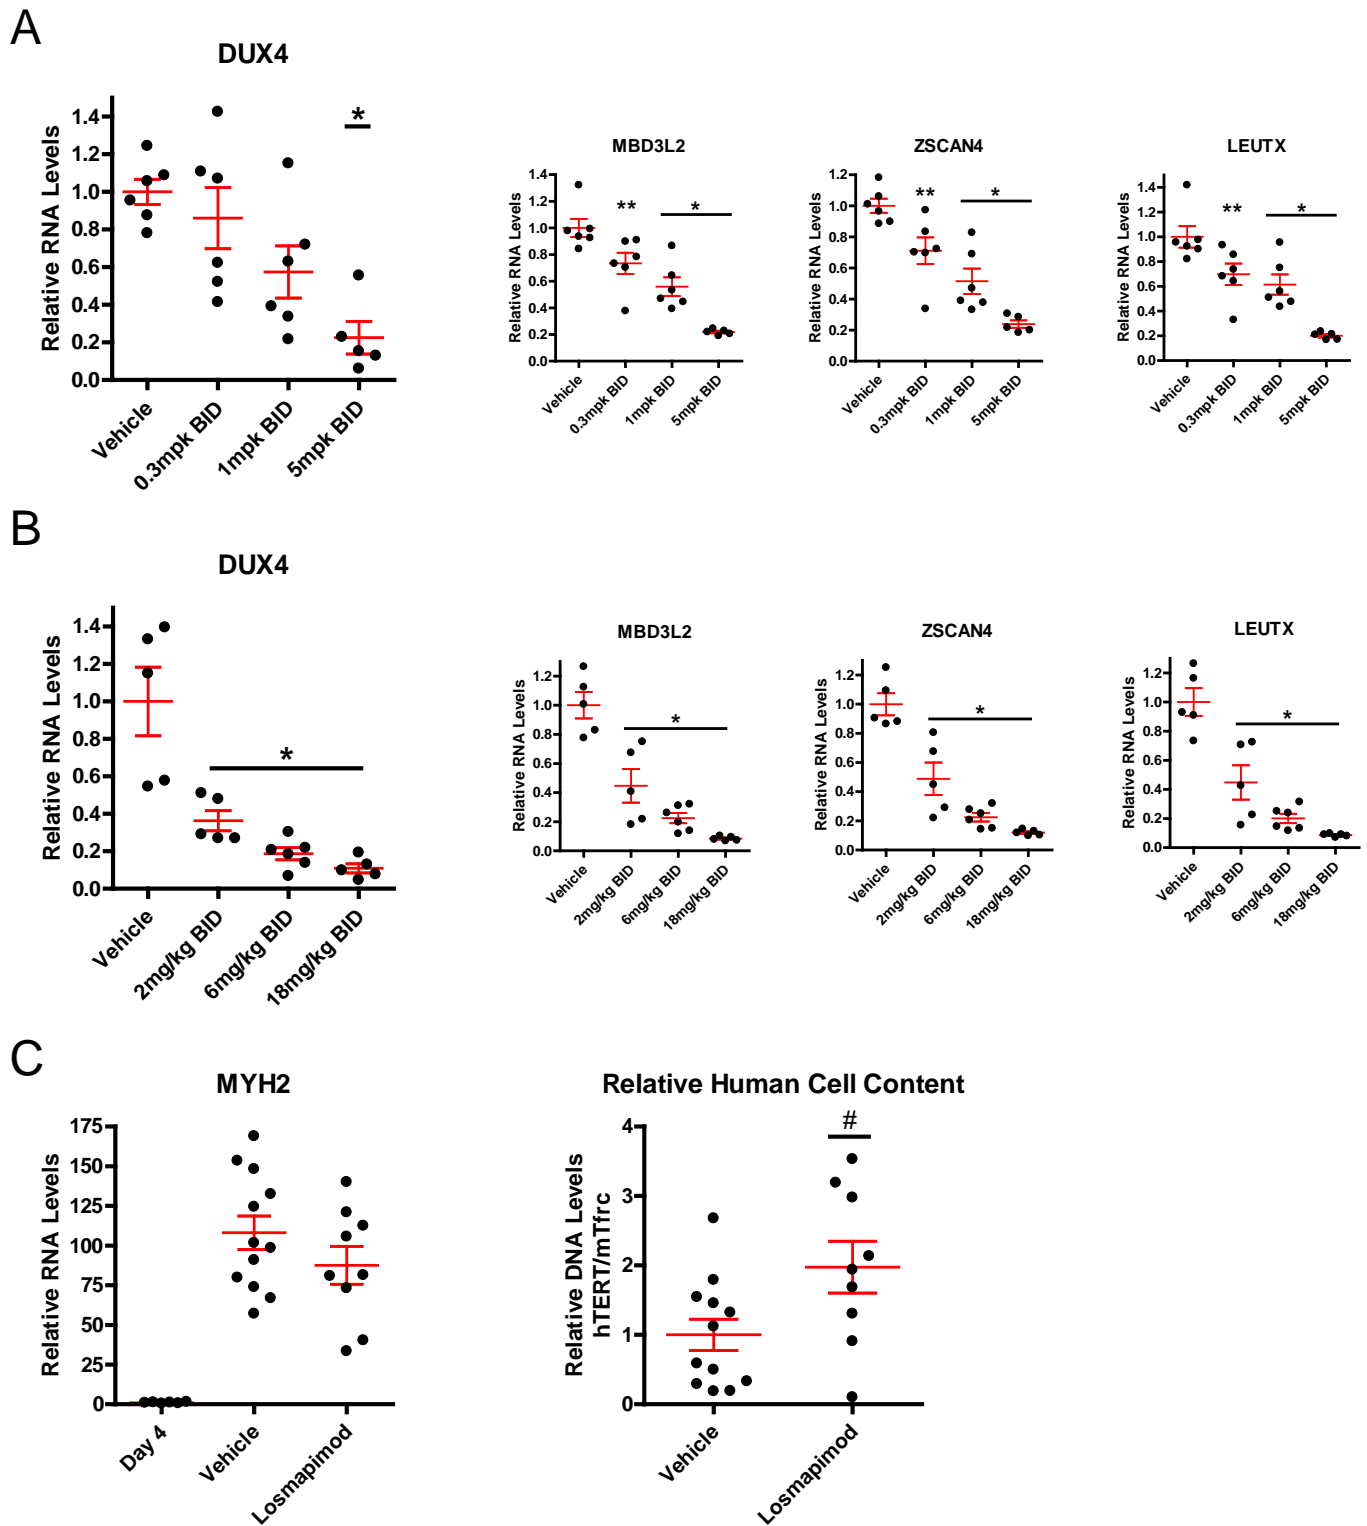 A
DUX4
Relative RNA Levels
1.4
1.2
1.0
0.8
0.6
0.4
0.2
0.0
*
Vehicle
0.3mpk BID
1mpk BID
5mpk BID
MBD3L2
Relative RNA Levels
1.4
1.2
1.0
0.8
0.6
0.4
0.2
0.0
**
*
Vehicle
0.3mpk BID
1mpk BID
5mpk BID
ZSCAN4
Relative RNA Levels
1.2
1.0
0.8
0.6
0.4
0.2
0.0
**
*
Vehicle
0.3mpk BID
1mpk BID
5mpk BID
LEUTX
Relative RNA Levels
1.4
1.2
1.0
0.8
0.6
0.4
0.2
0.0
**
*
Vehicle
0.3mpk BID
1mpk BID
5mpk BID
B
DUX4
Relative RNA Levels
1.4
1.2
1.0
0.8
0.6
0.4
0.2
0.0
*
Vehicle
2mg/kg BID
6mg/kg BID
18mg/kg BID
MBD3L2
Relative RNA Levels
1.2
1.0
0.8
0.6
0.4
0.2
0.0
*
Vehicle
2mg/kg BID
6mg/kg BID
18mg/kg BID
ZSCAN4
Relative RNA Levels
1.2
1.0
0.8
0.6
0.4
0.2
0.0
*
Vehicle
2mg/kg BID
6mg/kg BID
18mg/kg BID
LEUTX
Relative RNA Levels
1.2
1.0
0.8
0.6
0.4
0.2
0.0
*
Vehicle
2mg/kg BID
6mg/kg BID
18mg/kg BID
C
MYH2
Relative RNA Levels
175
150
125
100
75
50
25
0
Day 4
Vehicle
Losmapimod
Relative Human Cell Content
Relative DNA Levels
hTERT/mTfrc
4
3
2
1
0
#
Vehicle
Losmapimod